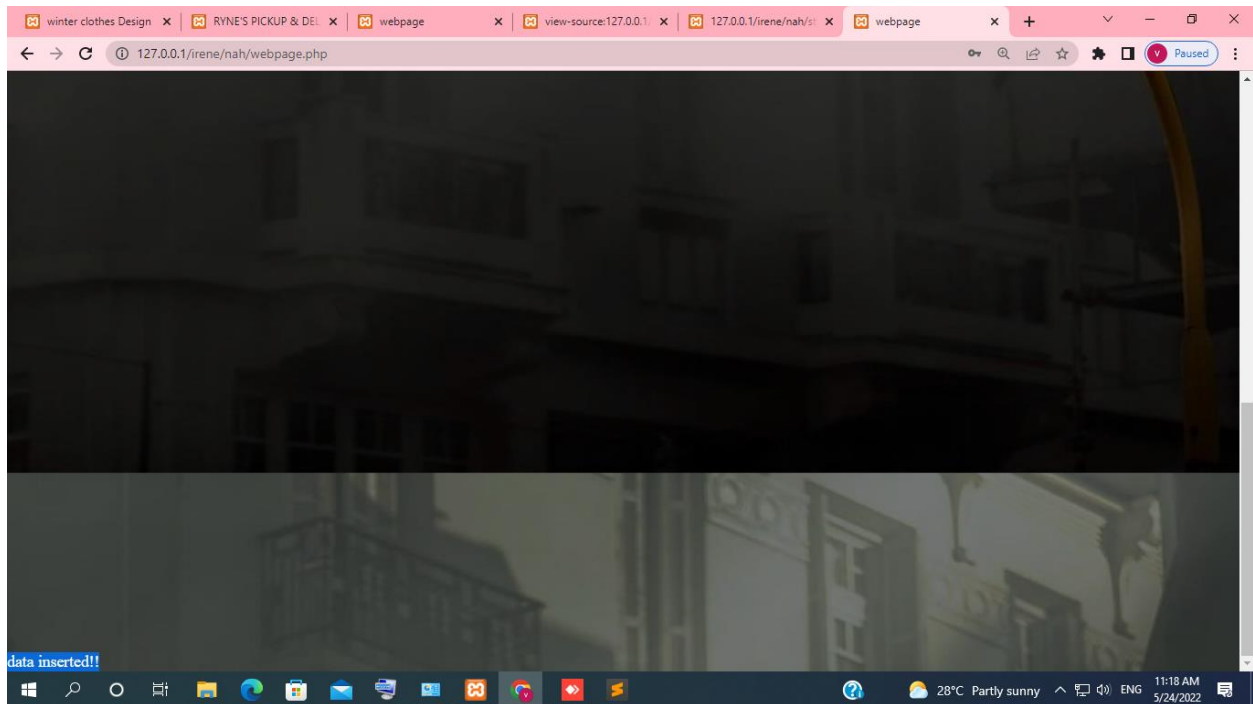 winter clothes Design
RYNE'S PICKUP & DEL
webpage
view-source:127.0.0.1/
127.0.0.1/irene/nah/st
webpage
127.0.0.1/irene/nah/webpage.php
V
Paused
data inserted!!
28°C Partly sunny
ENG
11:18 AM
5/24/2022